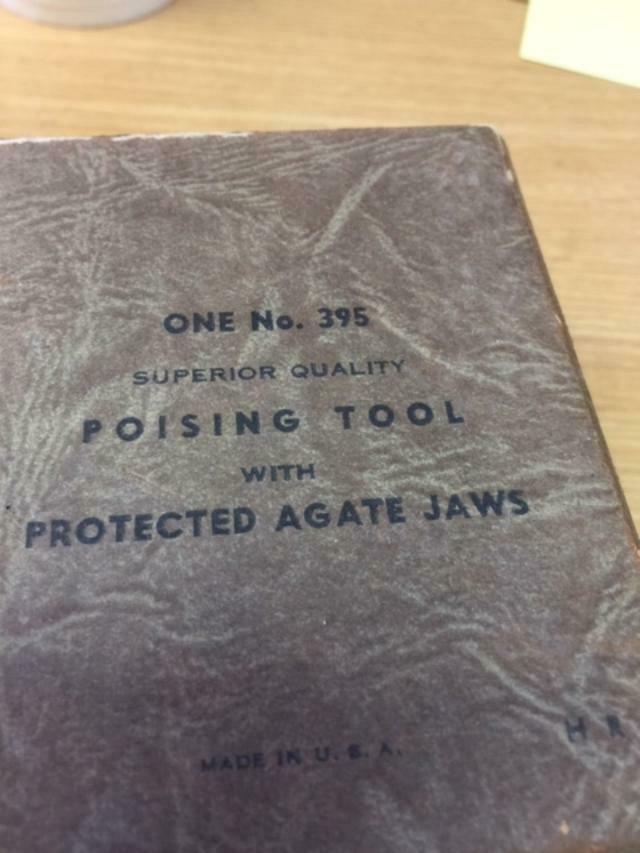 ONE No. 395
SUPERIOR QUALITY
POISING TOOL
WITH
PROTECTED AGATE JAWS
H R
MADE IN U. S. A.